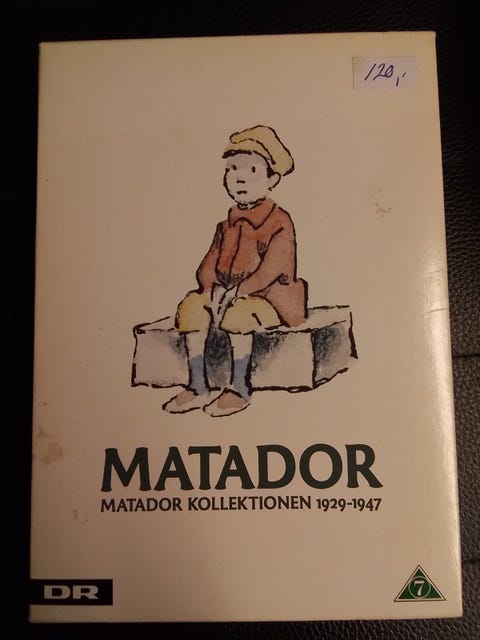 120,-
MATADOR
MATADOR KOLLEKTIONEN 1929-1947
DR
7